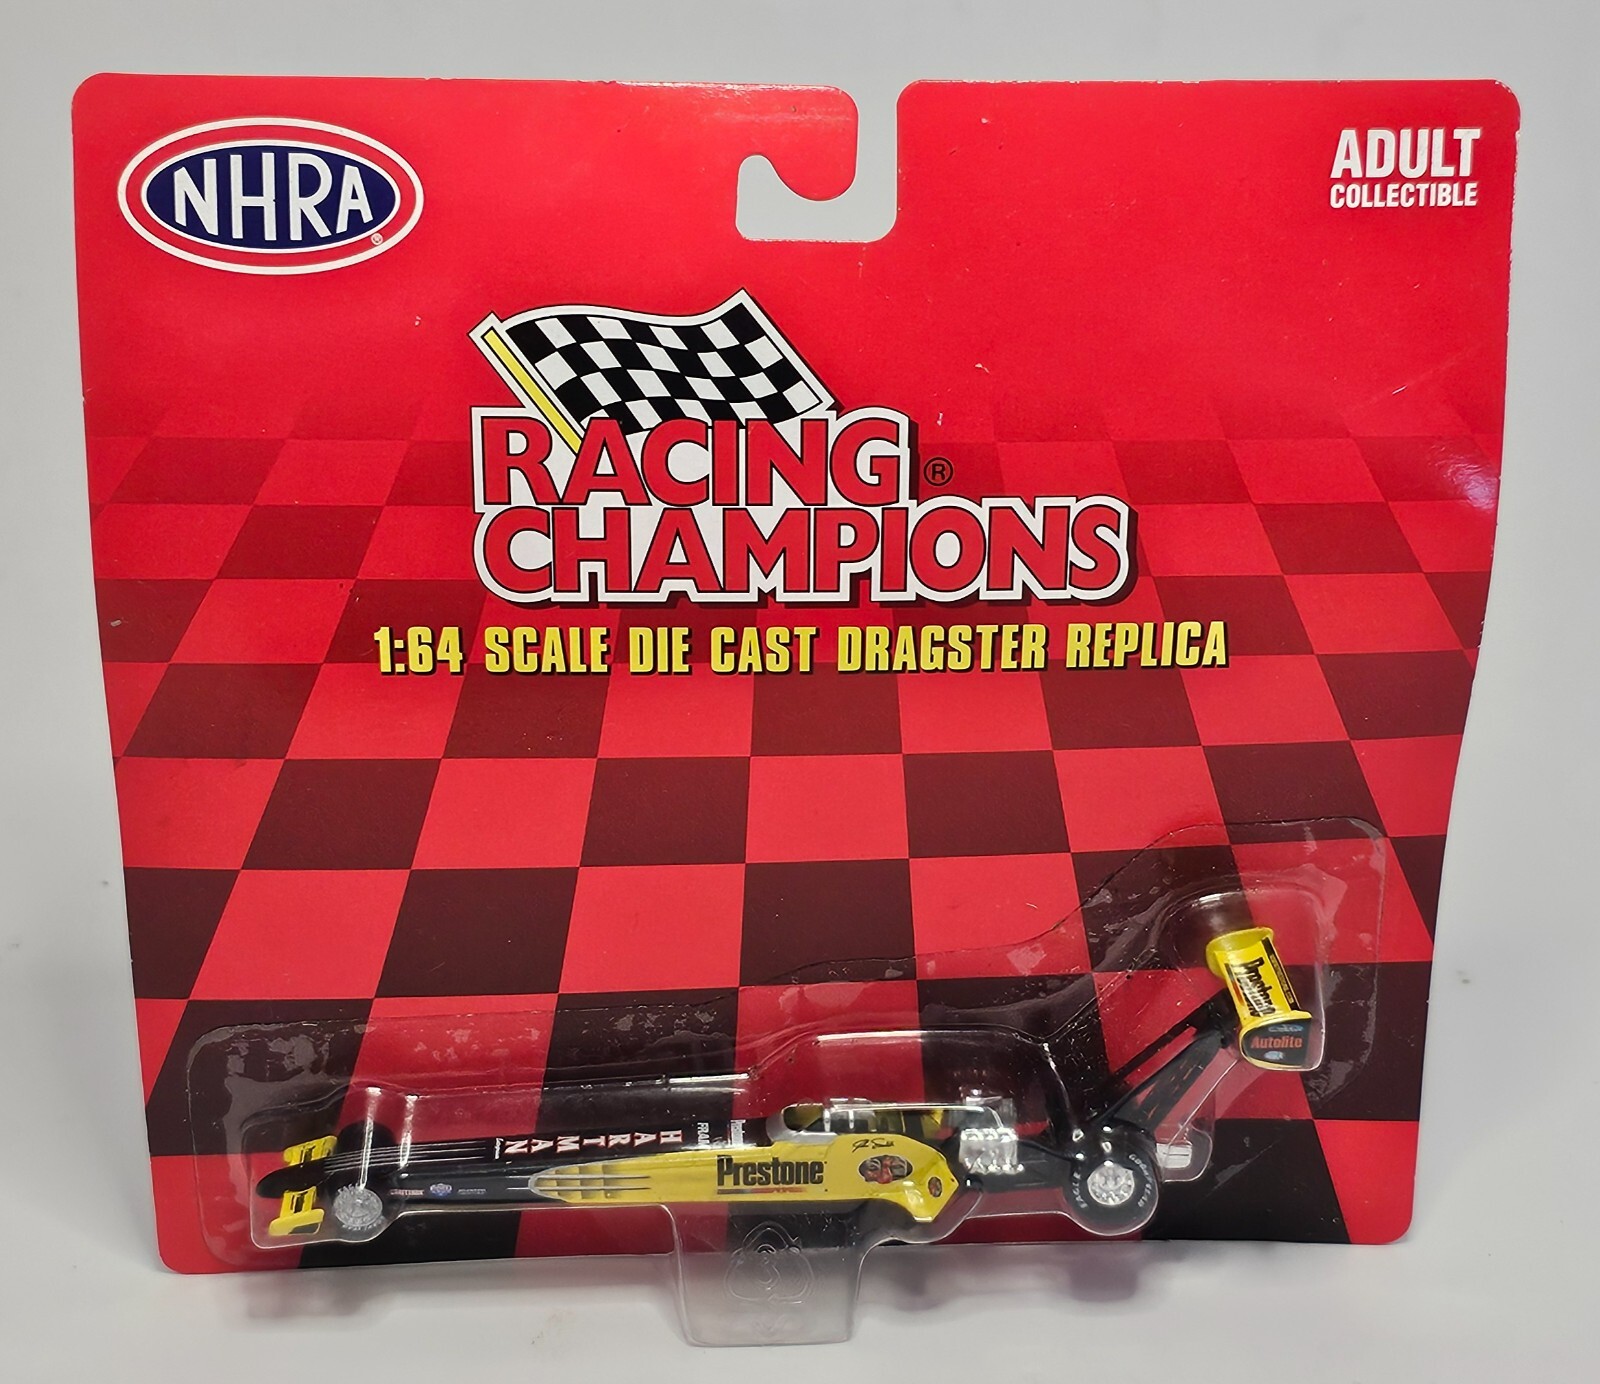 NHRA®
ADULT
COLLECTIBLE
RACING ®
CHAMPIONS
1:64 SCALE DIE CAST DRAGSTER REPLICA
Prestone
Autolite
HARTMAN
Prestone